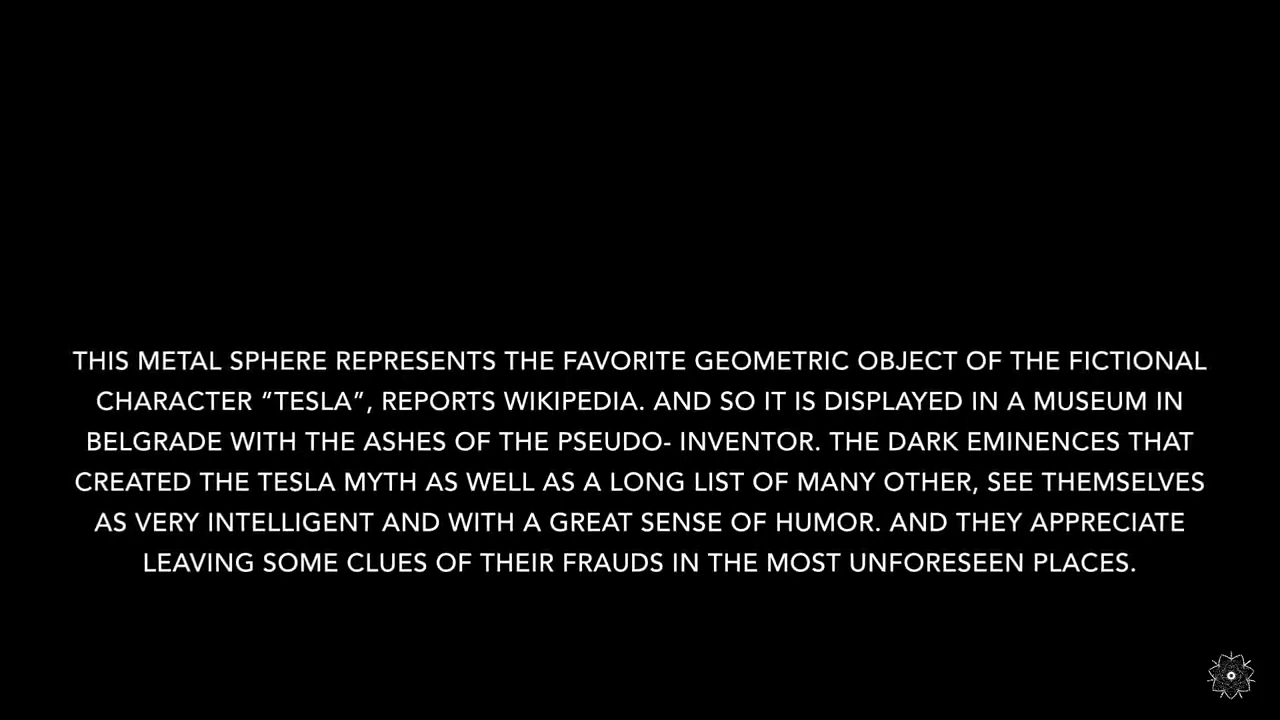 THIS METAL SPHERE REPRESENTS THE FAVORITE GEOMETRIC OBJECT OF THE FICTIONAL
CHARACTER "TESLA", REPORTS WIKIPEDIA. AND SO IT IS DISPLAYED IN A MUSEUM IN
BELGRADE WITH THE ASHES OF THE PSEUDO- INVENTOR. THE DARK EMINENCES THAT
CREATED THE TESLA MYTH AS WELL AS A LONG LIST OF MANY OTHER, SEE THEMSELVES
AS VERY INTELLIGENT AND WITH A GREAT SENSE OF HUMOR. AND THEY APPRECIATE
LEAVING SOME CLUES OF THEIR FRAUDS IN THE MOST UNFORESEEN PLACES.